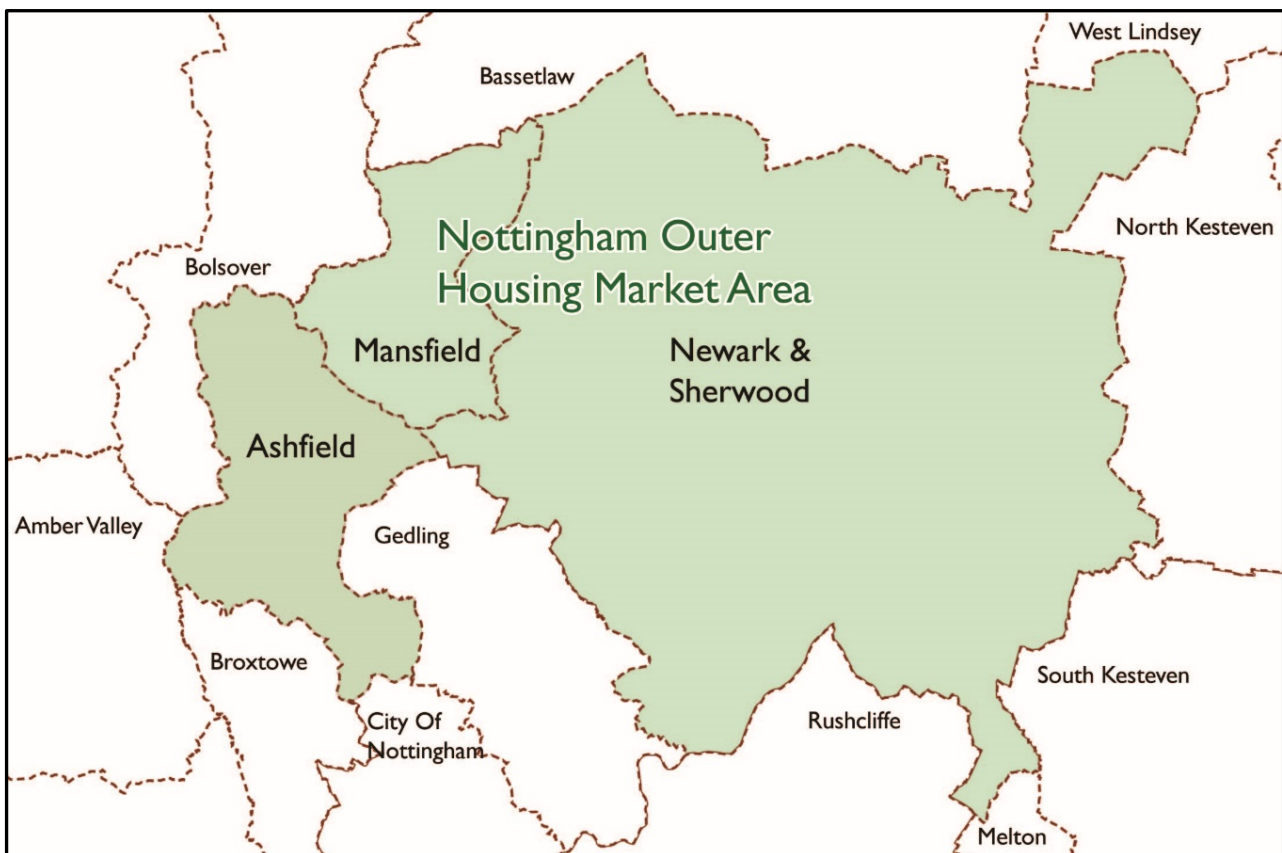 West Lindsey
Bassetlaw
Nottingham Outer
Housing Market Area
North Kesteven
Bolsover
Mansfield
Newark &
Sherwood
Ashfield
Amber Valley
Gedling
Broxtowe
South Kesteven
City Of
Nottingham
Rushcliffe
Melton